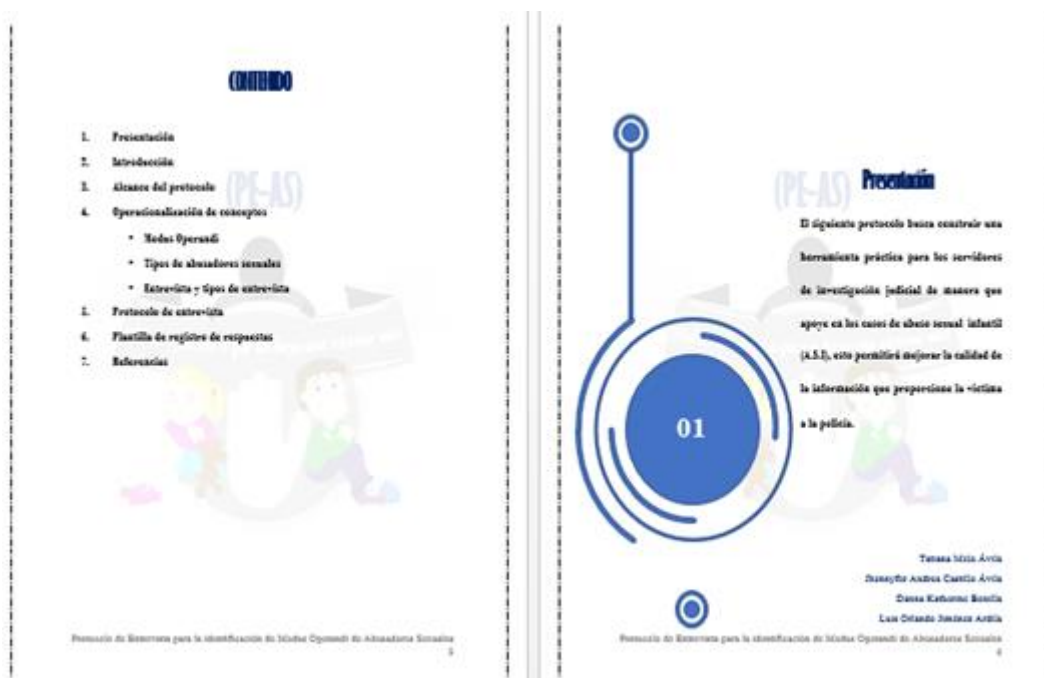 CONTENIDO
1. Presentación
2. Introducción
3. Alcance del protocolo
4. Operacionalización de conceptos
• Modus Operandi
• Tipos de abusadores sexuales
• Entrevista y tipos de entrevista
5. Protocolo de entrevista
6. Plantilla de registro de respuestas
7. Referencias
(PE-AS)
Protocolo de Entrevista para la identificación de Modus Operandi de Abusadores Sexuales
(PE-AS)
Presentación
El siguiente protocolo busca construir una
herramienta práctica para los servidores
de investigación judicial de manera que
apoye en los casos de abuso sexual infantil
(A.S.I), esto permitirá mejorar la calidad de
la información que proporcione la víctima
a la policía.
01
Tatiana Ávila
Andrea Castillo Ávila
Danna Katherine Bonilla
Luis Orlando Jiménez Ardila
Protocolo de Entrevista para la identificación de Modus Operandi de Abusadores Sexuales